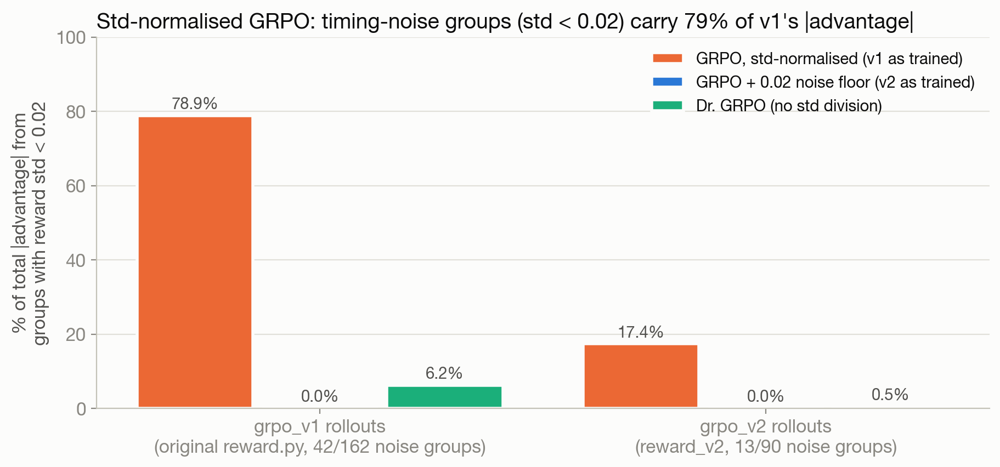 Std-normalised GRPO: timing-noise groups (std < 0.02) carry 79% of v1's |advantage|
% of total |advantage| from
groups with reward std < 0.02
100
80
60
40
20
0
GRPO, std-normalised (v1 as trained)
GRPO + 0.02 noise floor (v2 as trained)
Dr. GRPO (no std division)
78.9%
0.0%
6.2%
17.4%
0.0%
0.5%
grpo_v1 rollouts
(original reward.py, 42/162 noise groups)
grpo_v2 rollouts
(reward_v2, 13/90 noise groups)